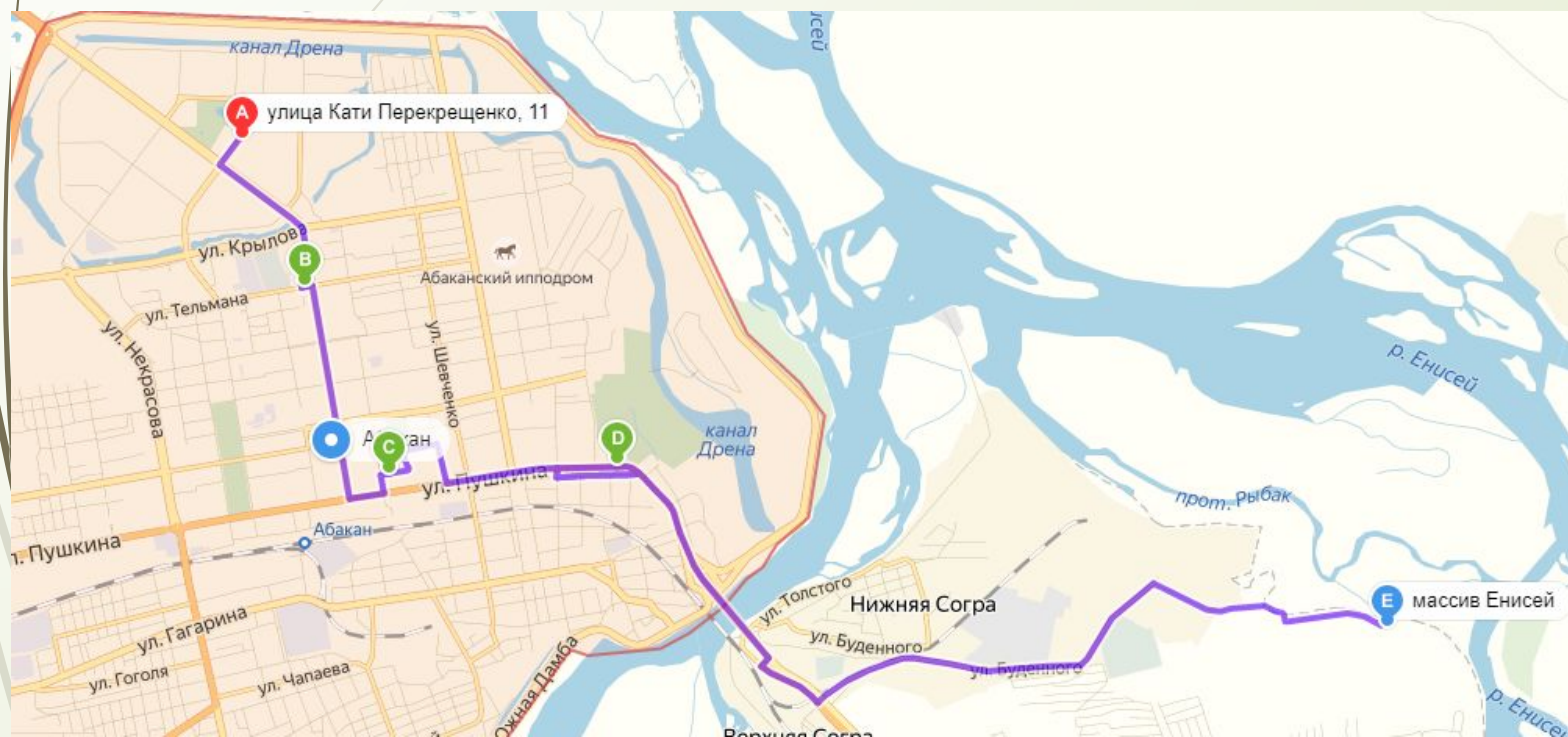 исей
канал Дрена
A
улица Кати Перекрещенко, 11
ул. Крылова
B
Абаканский ипподром
ул. Тельмана
ул. Некрасова
ул. Шевченко
р. Енисей
C
D
канал
Дрена
ул. Пушкина
прот. Рыбак
Абакан
Пушкина
ул. Толстого
Нижняя Согра
E
массив Енисей
ул. Гагарина
ул. Буденного
ул. Буденного
ул. Гоголя
ул. Чапаева
Южная Дамба
р. Енисей
Верхняя Согра